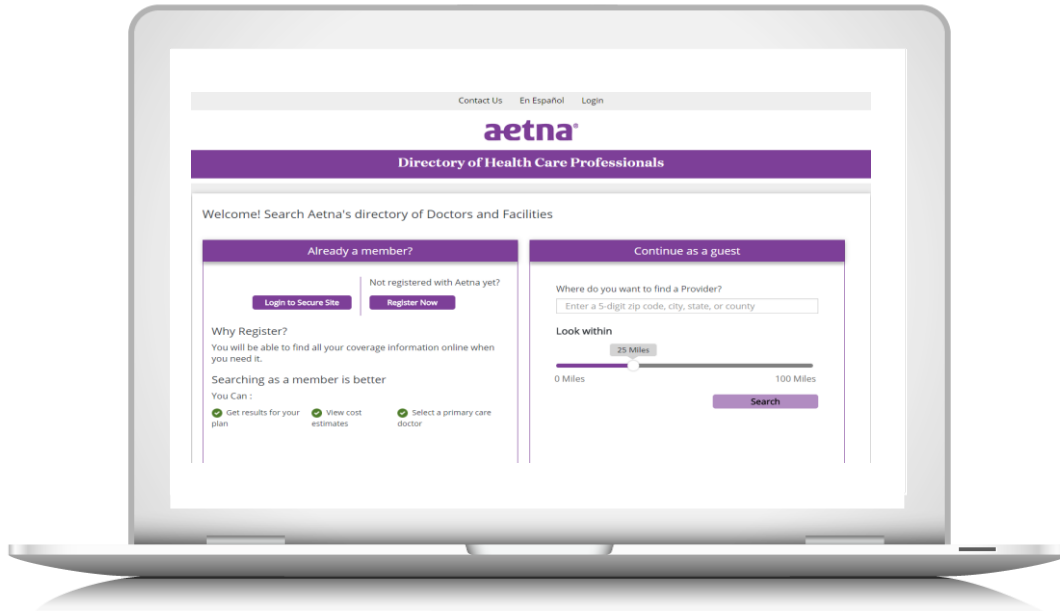 Contact Us En Español Login
aetna®
Directory of Health Care Professionals
Welcome! Search Aetna's directory of Doctors and Facilities
Already a member?
Not registered with Aetna yet?
Login to Secure Site Register Now
Why Register?
You will be able to find all your coverage information online when
you need it.
Searching as a member is better
You Can :
Get results for your
plan
View cost
estimates
Select a primary care
doctor
Continue as a guest
Where do you want to find a Provider?
Enter a 5-digit zip code, city, state, or county
Look within
25 Miles
0 Miles 100 Miles
Search